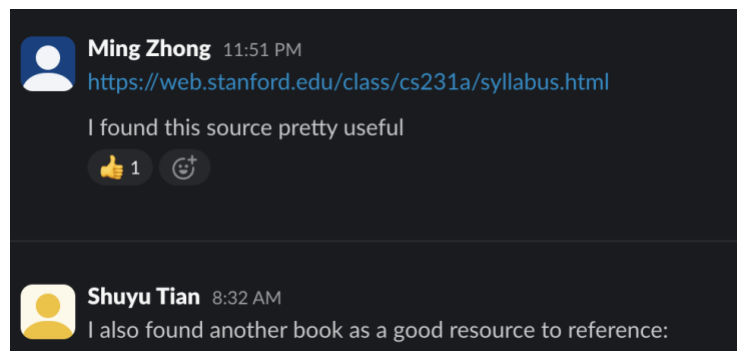 Ming Zhong 11:51 PM
https://web.stanford.edu/class/cs231a/syllabus.html
I found this source pretty useful
1
Shuyu Tian 8:32 AM
I also found another book as a good resource to reference: